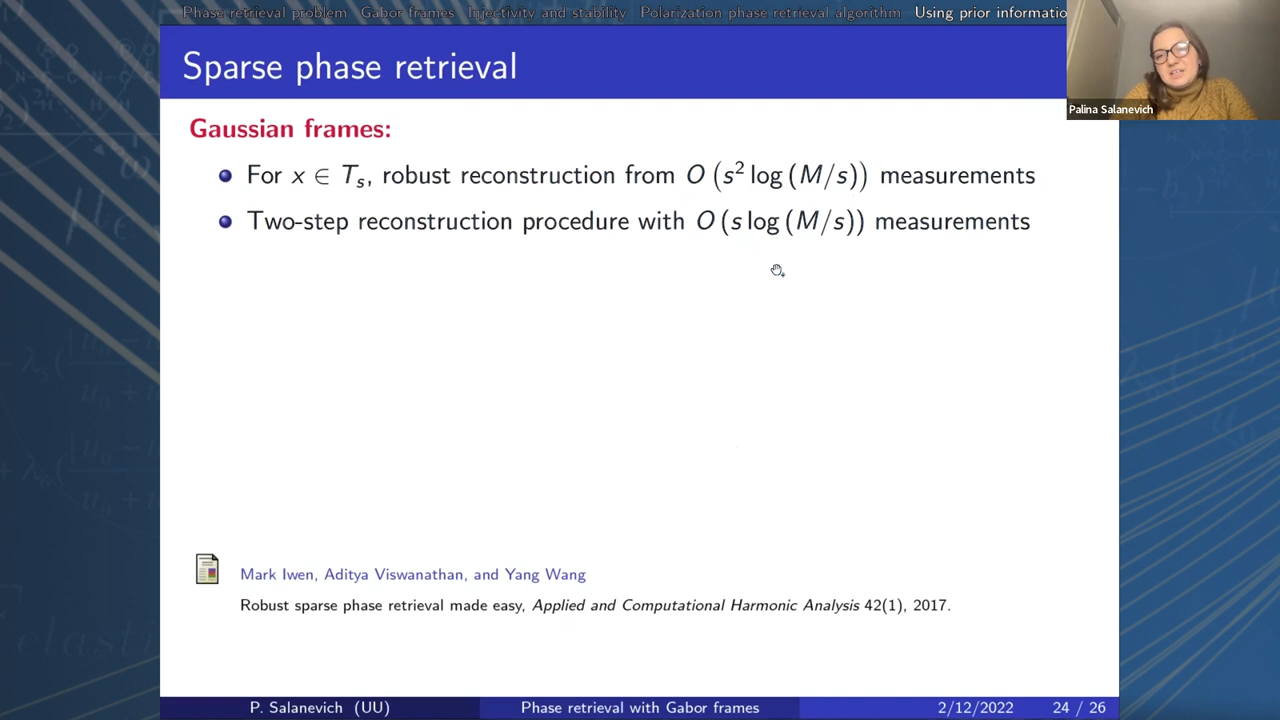 Phase retrieval problem Gabor frames Injectivity and stability Polarization phase retrieval algorithm Using prior informatio
Sparse phase retrieval
Palina Salanevich
Gaussian frames:
For x ∈ T_s, robust reconstruction from O (s² log (M/s)) measurements
Two-step reconstruction procedure with O (s log (M/s)) measurements
Mark Iwen, Aditya Viswanathan, and Yang Wang
Robust sparse phase retrieval made easy, Applied and Computational Harmonic Analysis 42(1), 2017.
P. Salanevich (UU) Phase retrieval with Gabor frames 2/12/2022 24 / 26